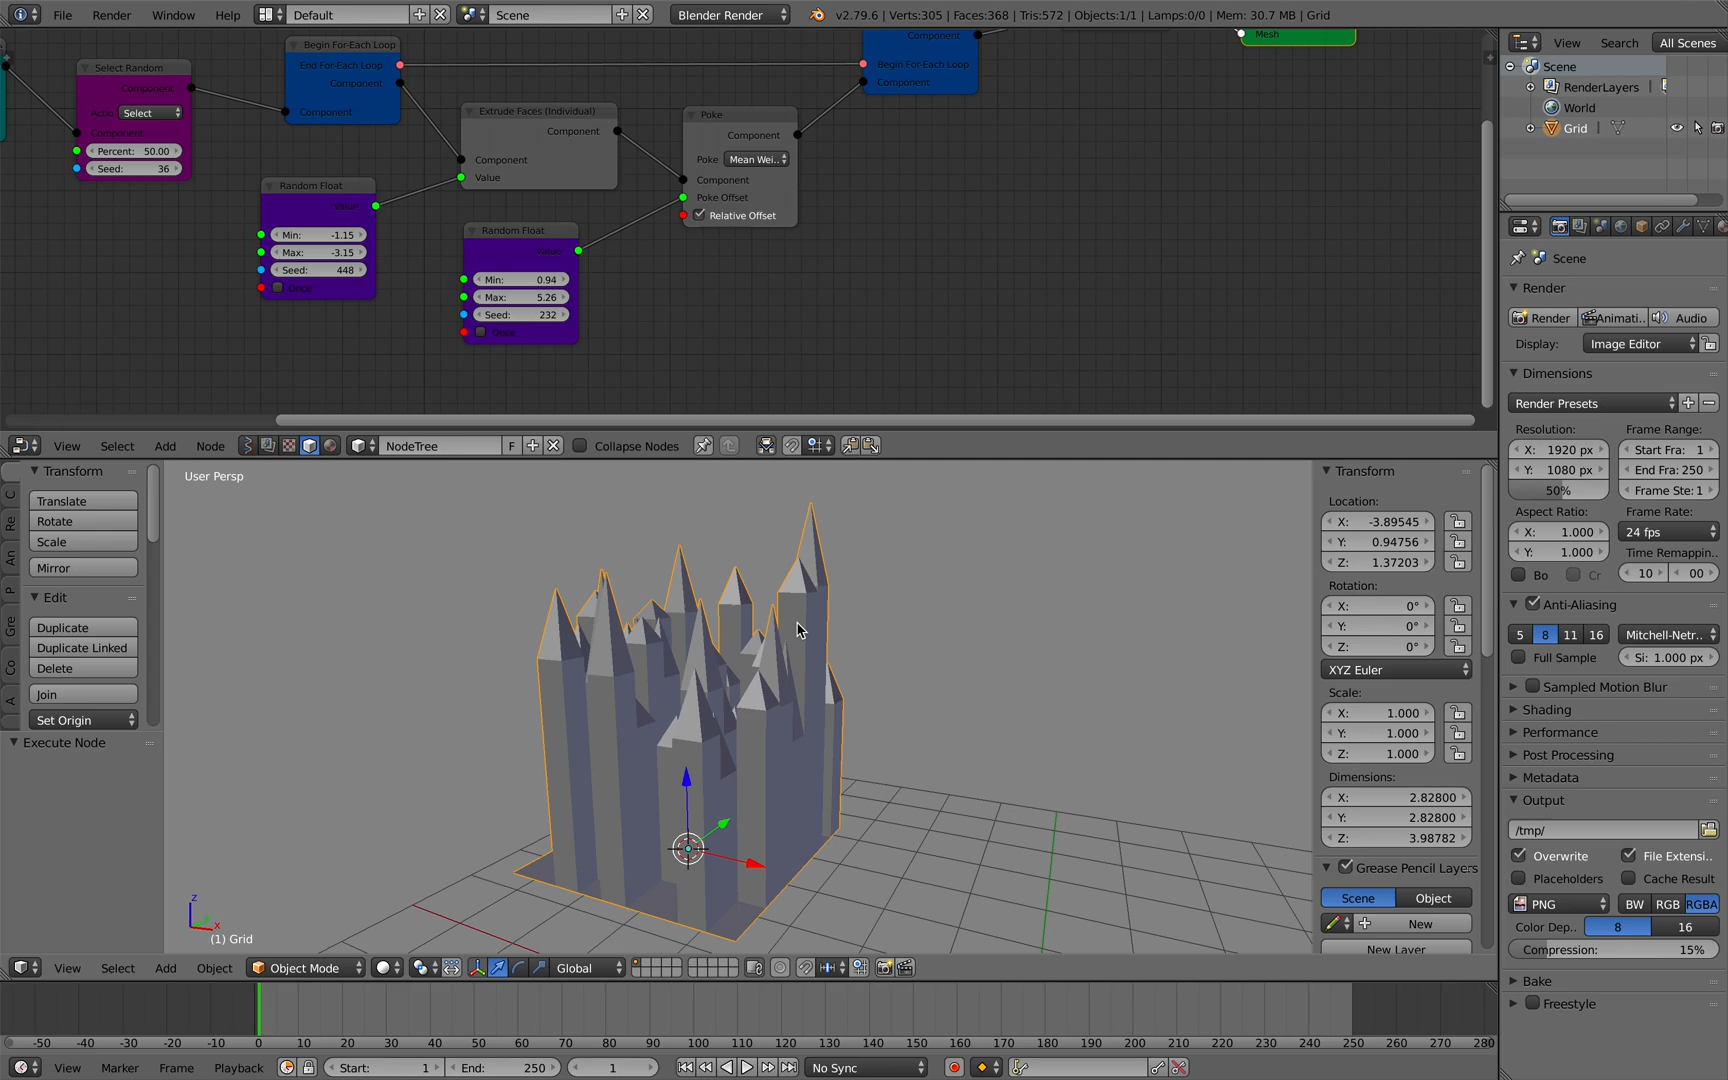 File Render Window Help Default Scene Blender Render v2.79.6 | Verts:305 | Faces:368 | Tris:572 | Objects:1/1 | Lamps:0/0 | Mem: 30.7 MB | Grid
Select Random
Component
Actio Select
Component
Percent: 50.00
Seed: 36
Begin For-Each Loop
End For-Each Loop
Component
Component
Random Float
Value
Min: -1.15
Max: -3.15
Seed: 448
Once
Extrude Faces (Individual)
Component
Component
Value
Random Float
Value
Min: 0.94
Max: 5.26
Seed: 232
Once
Poke
Component
Poke Mean Wei..
Component
Poke Offset
Relative Offset
Component
Begin For-Each Loop
Component
Mesh
View Select Add Node NodeTree F Collapse Nodes
Transform
Translate
Rotate
Scale
Mirror
Edit
Duplicate
Duplicate Linked
Delete
Join
Set Origin
Execute Node
C
Re
An
P
Gre
Co
A
User Persp
z
x
(1) Grid
Transform
Location:
X: -3.89545
Y: 0.94756
Z: 1.37203
Rotation:
X: 0°
Y: 0°
Z: 0°
XYZ Euler
Scale:
X: 1.000
Y: 1.000
Z: 1.000
Dimensions:
X: 2.82800
Y: 2.82800
Z: 3.98782
Grease Pencil Layers
Scene Object
New
New Layer
View Select Add Object Object Mode Global
-50 -40 -30 -20 -10 0 10 20 30 40 50 60 70 80 90 100 110 120 130 140 150 160 170 180 190 200 210 220 230 240 250 260 270 280
View Marker Frame Playback Start: 1 End: 250 1 No Sync
View Search All Scenes
Scene
RenderLayers
World
Grid
Scene
Render
Render Animati.. Audio
Display: Image Editor
Dimensions
Render Presets
Resolution: Frame Range:
X: 1920 px Start Fra: 1
Y: 1080 px End Fra: 250
50% Frame Ste: 1
Aspect Ratio: Frame Rate:
X: 1.000 24 fps
Y: 1.000 Time Remappin..
Bo Cr 10 00
Anti-Aliasing
5 8 11 16 Mitchell-Netr..
Full Sample Si: 1.000 px
Sampled Motion Blur
Shading
Performance
Post Processing
Metadata
Output
/tmp/
Overwrite File Extensi..
Placeholders Cache Result
PNG BW RGB RGBA
Color Dep.. 8 16
Compression: 15%
Bake
Freestyle